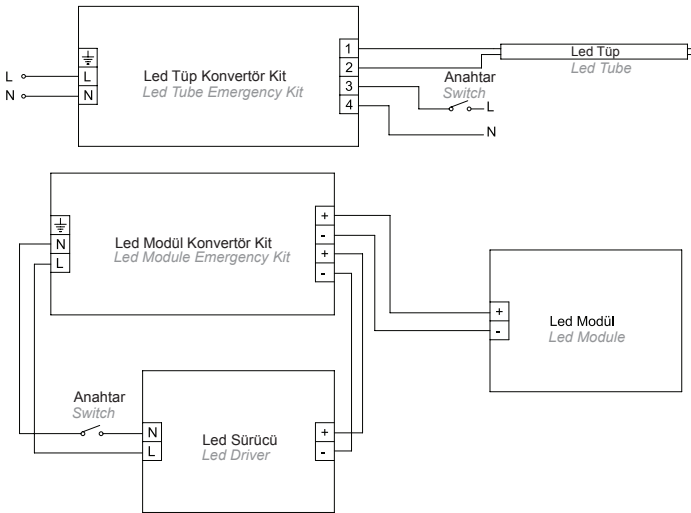 L
N
L
N
Led Tüp Konvertör Kit
Led Tube Emergency Kit
1
2
3
4
Led Tüp
Led Tube
Anahtar
Switch
L
N
N
L
Led Modül Konvertör Kit
Led Module Emergency Kit
+
-
+
-
+
-
Led Modül
Led Module
Anahtar
Switch
N
L
Led Sürücü
Led Driver
+
-